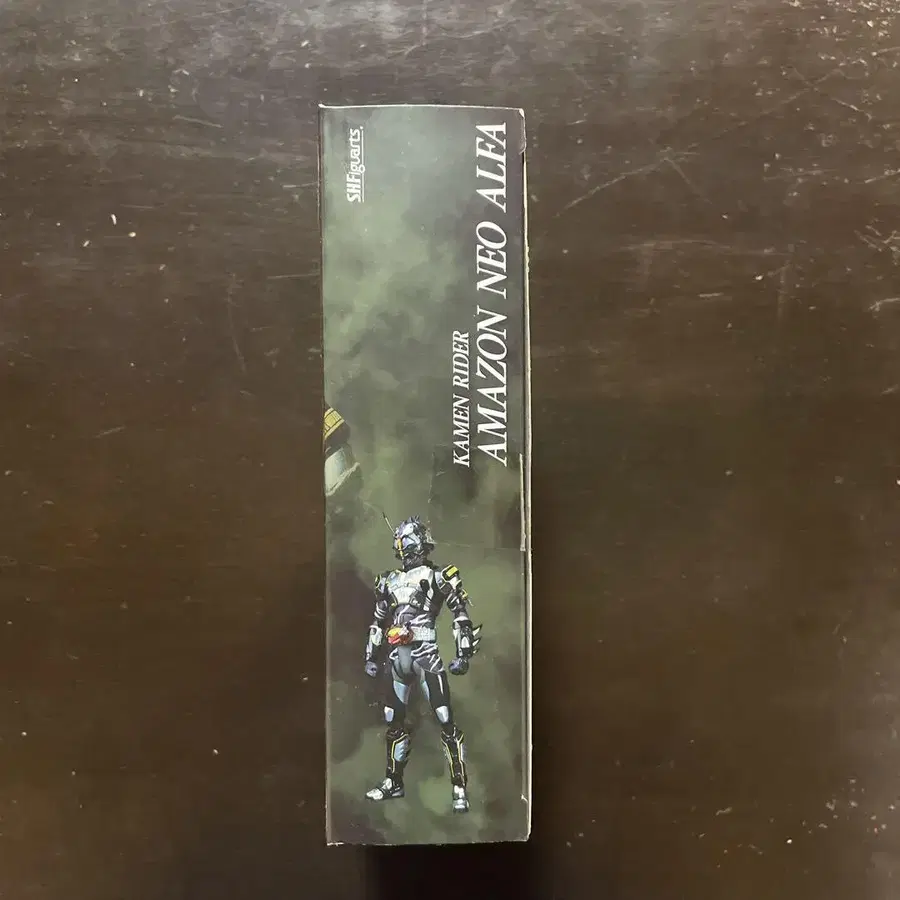 S.H.Figuarts
KAMEN RIDER
AMAZON NEO ALFA